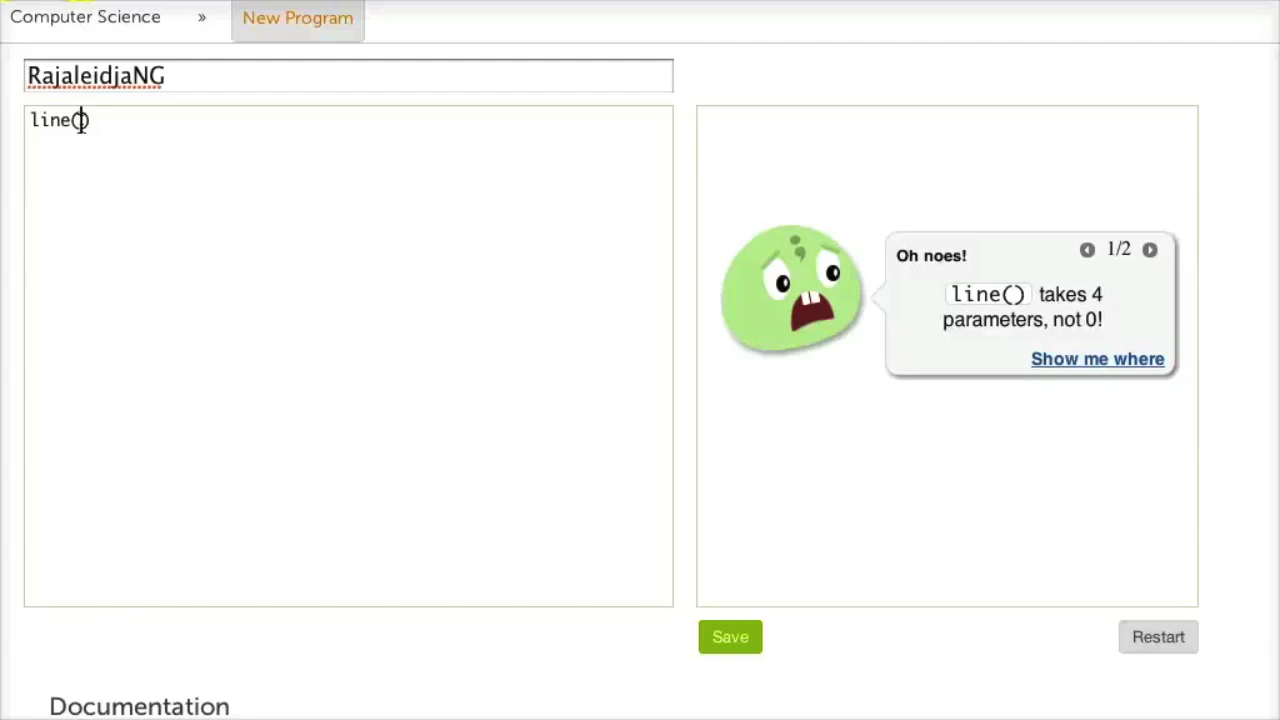 Computer Science » New Program
RajaleidjaNG
line()
Oh noes! 1/2
line() takes 4
parameters, not 0!
Show me where
Save Restart
Documentation